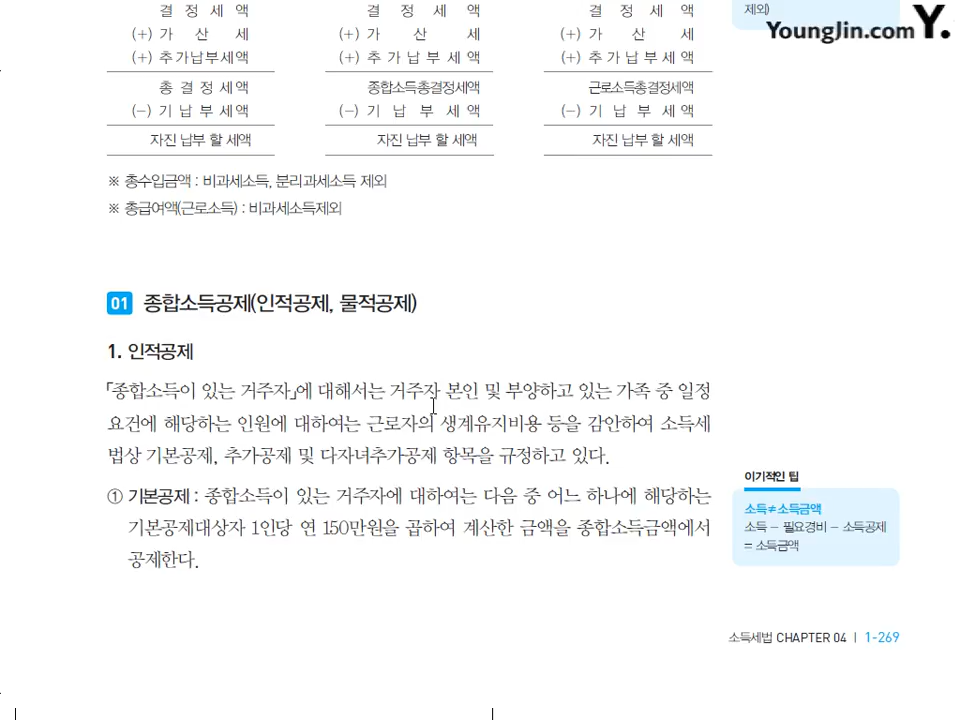 제외)
YoungJin.com Y.
결 정 세 액 결 정 세 액 결 정 세 액
(+) 가 산 세 (+) 가 산 세 (+) 가 산 세
(+) 추가납부세액 (+) 추 가 납 부 세 액 (+) 추 가 납 부 세 액
총 결 정 세 액 종합소득총결정세액 근로소득총결정세액
(−) 기 납 부 세 액 (−) 기 납 부 세 액 (−) 기 납 부 세 액
자진 납부 할 세액 자진 납부 할 세액 자진 납부 할 세액
※ 총수입금액 : 비과세소득, 분리과세소득 제외
※ 총급여액(근로소득) : 비과세소득제외
01 종합소득공제(인적공제, 물적공제)
1. 인적공제
「종합소득이 있는 거주자」에 대해서는 거주자 본인 및 부양하고 있는 가족 중 일정
요건에 해당하는 인원에 대하여는 근로자의 생계유지비용 등을 감안하여 소득세
법상 기본공제, 추가공제 및 다자녀추가공제 항목을 규정하고 있다.
① 기본공제 : 종합소득이 있는 거주자에 대하여는 다음 중 어느 하나에 해당하는
기본공제대상자 1인당 연 150만원을 곱하여 계산한 금액을 종합소득금액에서
공제한다.
이기적인 팁
소득≠소득금액
소득 − 필요경비 − 소득공제
= 소득금액
소득세법 CHAPTER 04 | 1-269